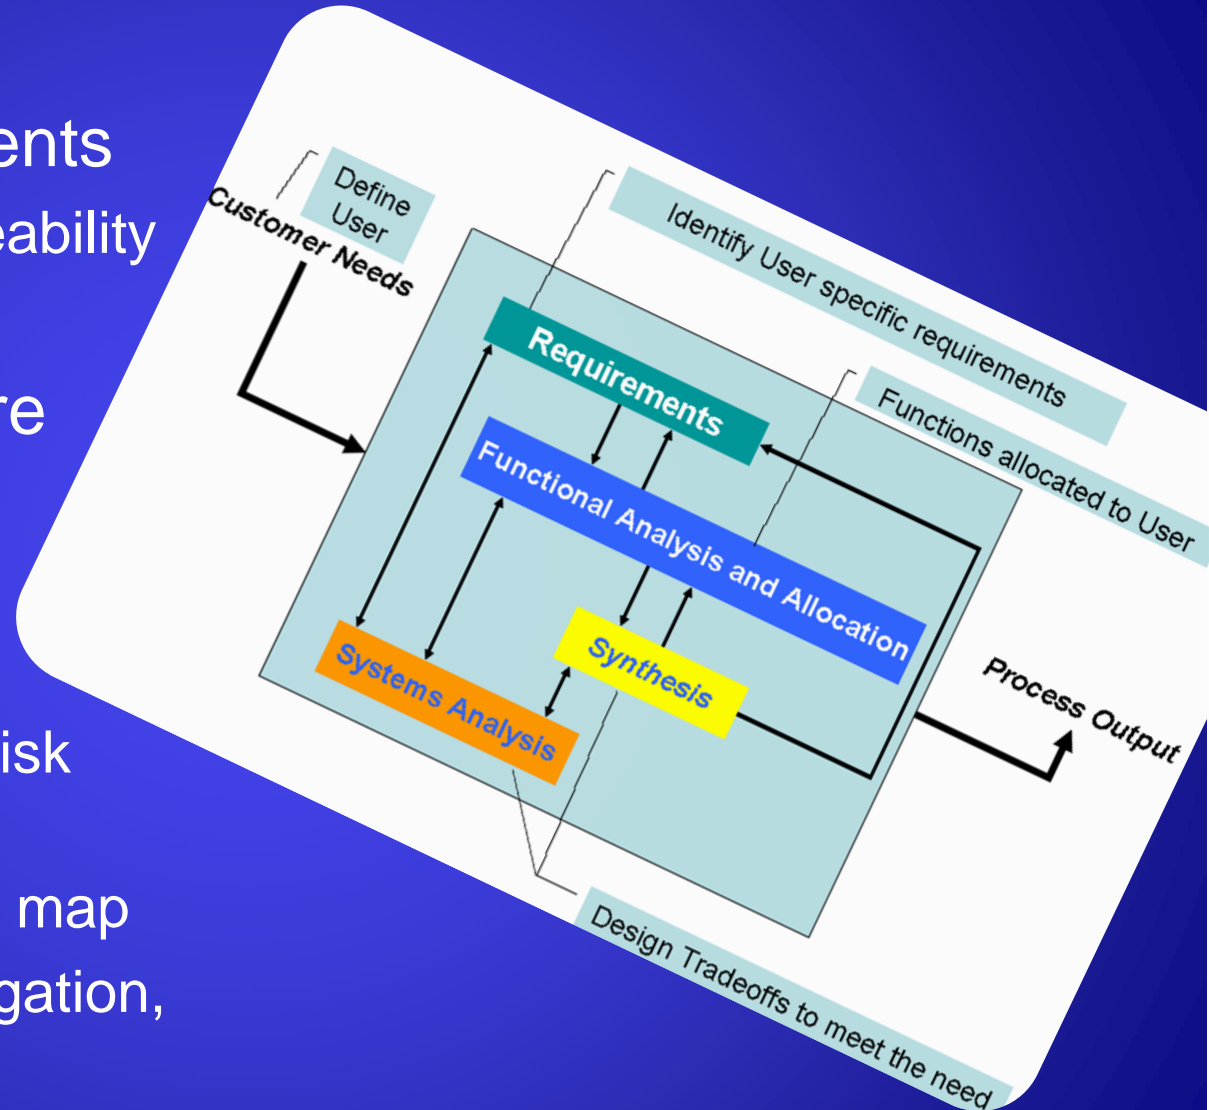 ents
eability
re
isk
map
gation,
Define
User
Customer Needs
Identify User specific requirements
Functions allocated to User
Requirements
Functional Analysis and Allocation
Synthesis
Systems Analysis
Process Output
Design Tradeoffs to meet the need